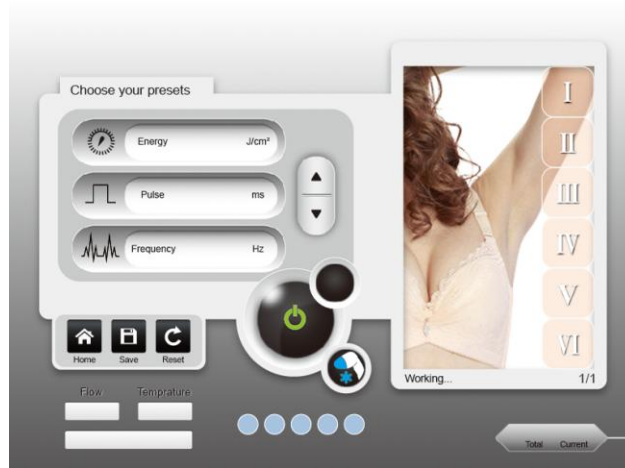 Choose your presets
Energy J/cm²
Pulse ms
Frequency Hz
Home Save Reset
Flow Temprature
I
II
III
IV
V
VI
Working... 1/1
Total Current